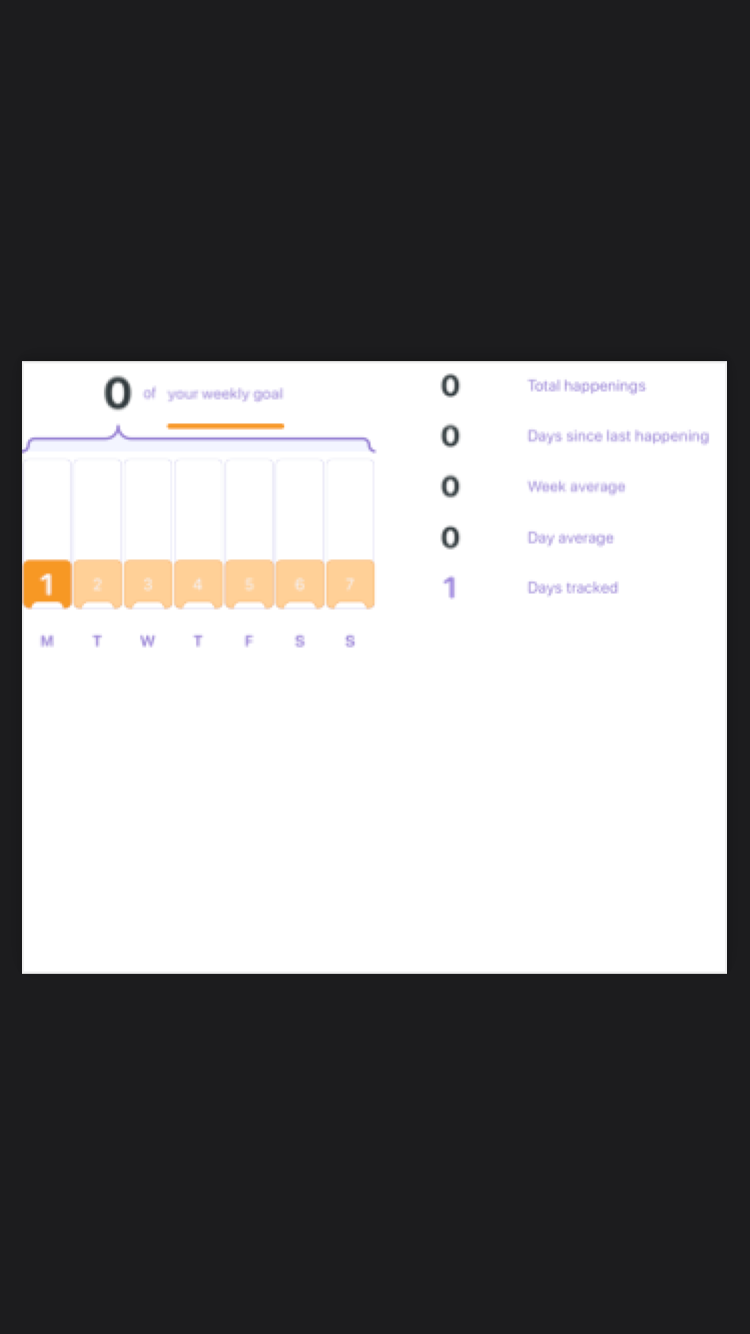 0 of your weekly goal
1 2 3 4 5 6 7
M T W T F S S
0 Total happenings
0 Days since last happening
0 Week average
0 Day average
1 Days tracked